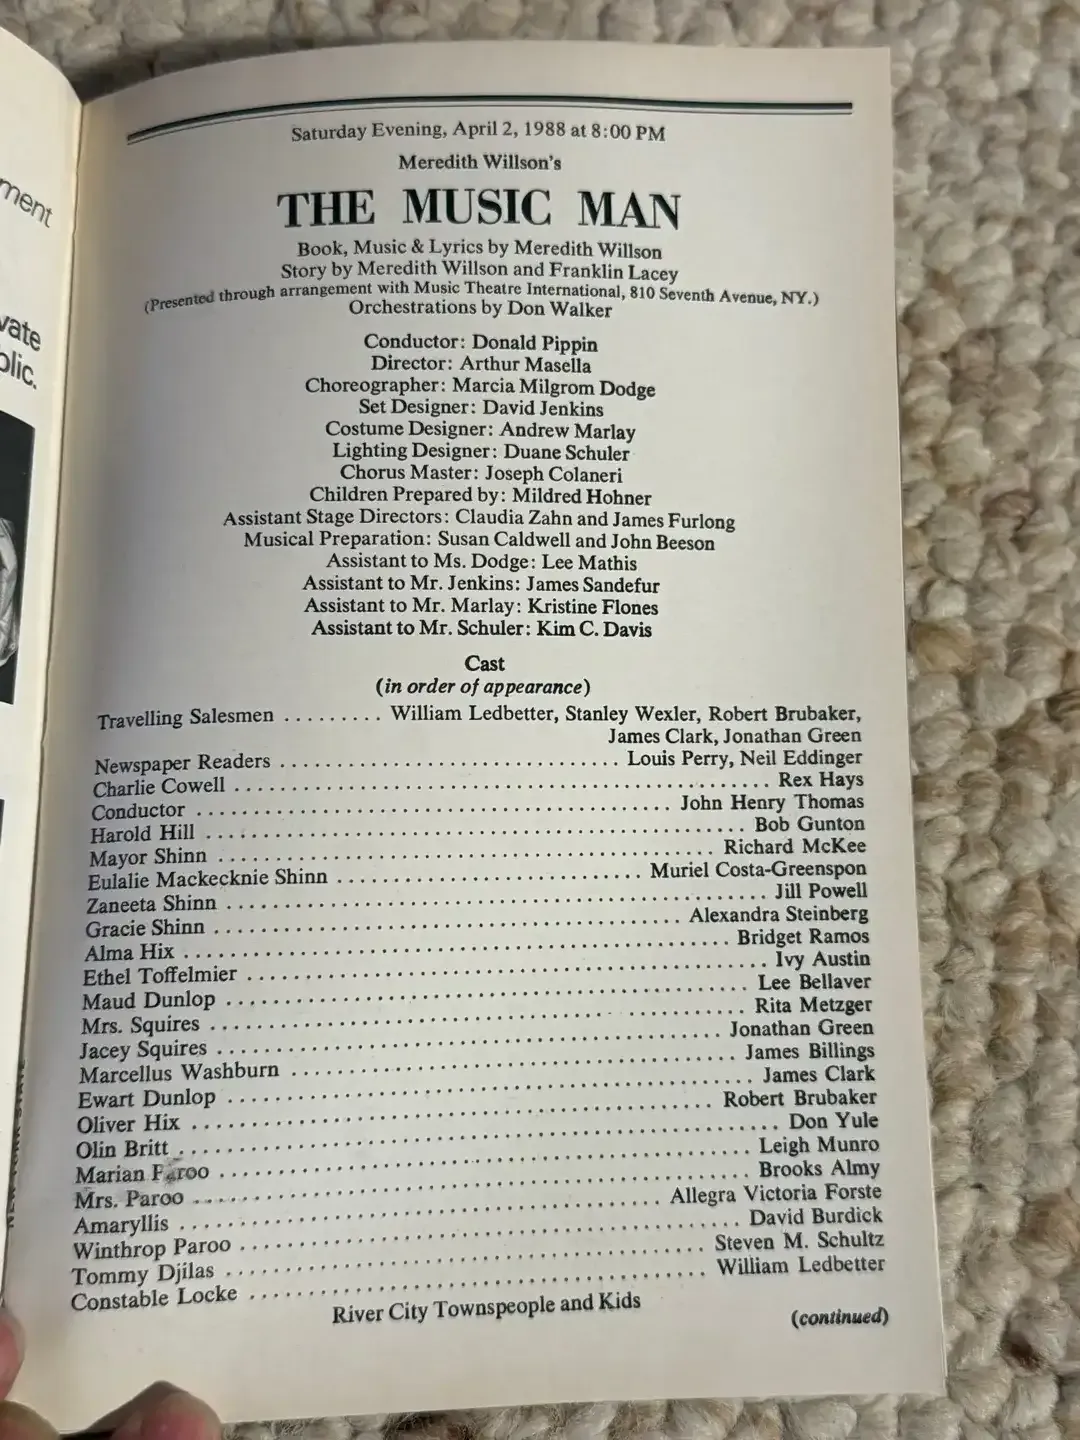 ment
vate
blic.
NEW YORK STATE
Saturday Evening, April 2, 1988 at 8:00 PM
Meredith Willson's
THE MUSIC MAN
Book, Music & Lyrics by Meredith Willson
Story by Meredith Willson and Franklin Lacey
(Presented through arrangement with Music Theatre International, 810 Seventh Avenue, NY.)
Orchestrations by Don Walker
Conductor: Donald Pippin
Director: Arthur Masella
Choreographer: Marcia Milgrom Dodge
Set Designer: David Jenkins
Costume Designer: Andrew Marlay
Lighting Designer: Duane Schuler
Chorus Master: Joseph Colaneri
Children Prepared by: Mildred Hohner
Assistant Stage Directors: Claudia Zahn and James Furlong
Musical Preparation: Susan Caldwell and John Beeson
Assistant to Ms. Dodge: Lee Mathis
Assistant to Mr. Jenkins: James Sandefur
Assistant to Mr. Marlay: Kristine Flones
Assistant to Mr. Schuler: Kim C. Davis
Cast
(in order of appearance)
Travelling Salesmen ......... William Ledbetter, Stanley Wexler, Robert Brubaker,
James Clark, Jonathan Green
Newspaper Readers ......... Louis Perry, Neil Eddinger
Charlie Cowell ......... Rex Hays
Conductor ......... John Henry Thomas
Harold Hill ......... Bob Gunton
Mayor Shinn ......... Richard McKee
Eulalie Mackecknie Shinn ......... Muriel Costa-Greenspon
Zaneeta Shinn ......... Jill Powell
Gracie Shinn ......... Alexandra Steinberg
Alma Hix ......... Bridget Ramos
Ethel Toffelmier ......... Ivy Austin
Maud Dunlop ......... Lee Bellaver
Mrs. Squires ......... Rita Metzger
Jacey Squires ......... Jonathan Green
Marcellus Washburn ......... James Billings
Ewart Dunlop ......... James Clark
Oliver Hix ......... Robert Brubaker
Olin Britt ......... Don Yule
Marian Paroo ......... Leigh Munro
Mrs. Paroo ......... Brooks Almy
Amaryllis ......... Allegra Victoria Forste
Winthrop Paroo ......... David Burdick
Tommy Djilas ......... Steven M. Schultz
Constable Locke ......... William Ledbetter
River City Townspeople and Kids
(continued)